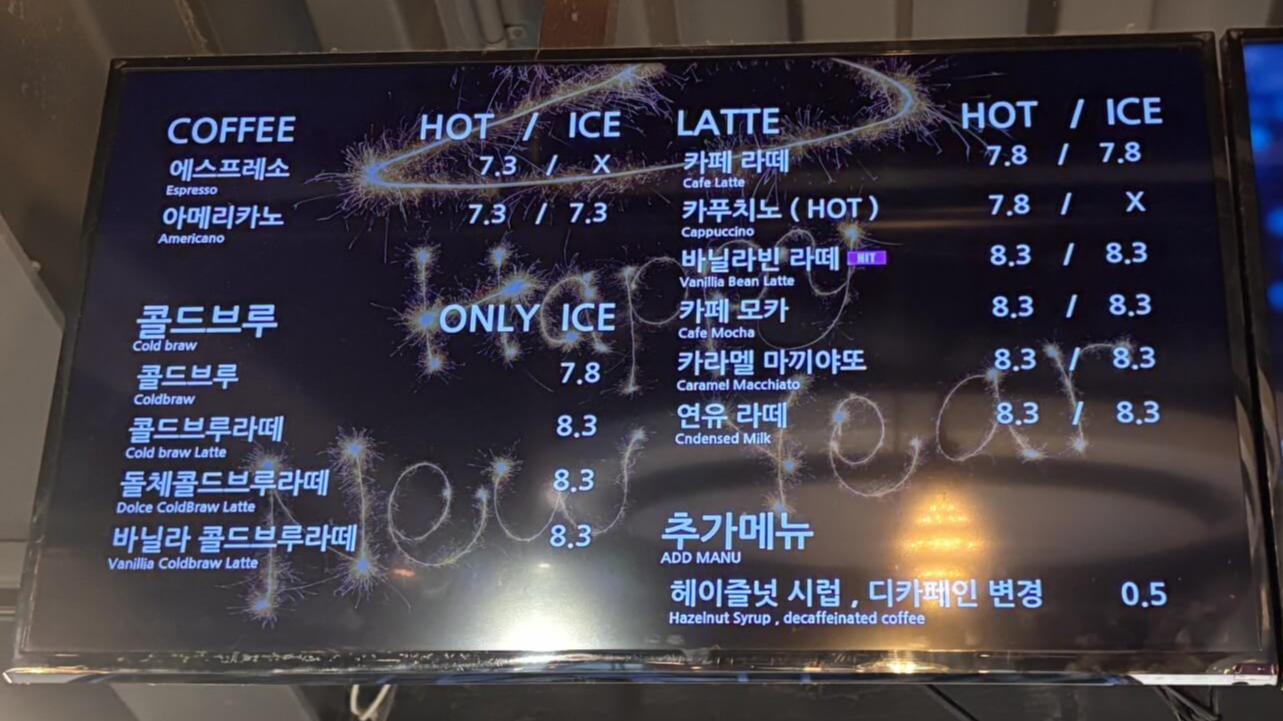 COFFEE HOT / ICE
에스프레소 7.3 / X
Espresso
아메리카노 7.3 / 7.3
Americano
콜드브루 ONLY ICE
Cold braw
콜드브루 7.8
Coldbraw
콜드브루라떼 8.3
Cold braw Latte
돌체콜드브루라떼 8.3
Dolce ColdBraw Latte
바닐라 콜드브루라떼 8.3
Vanillia Coldbraw Latte
LATTE HOT / ICE
카페 라떼 7.8 / 7.8
Cafe Latte
카푸치노 ( HOT ) 7.8 / X
Cappuccino
바닐라빈 라떼 HIT 8.3 / 8.3
Vanillia Bean Latte
카페 모카 8.3 / 8.3
Cafe Mocha
카라멜 마끼야또 8.3 / 8.3
Caramel Macchiato
연유 라떼 8.3 / 8.3
Cndensed Milk
추가메뉴
ADD MANU
헤이즐넛 시럽 , 디카페인 변경 0.5
Hazelnut Syrup , decaffeinated coffee
Happy
New Year